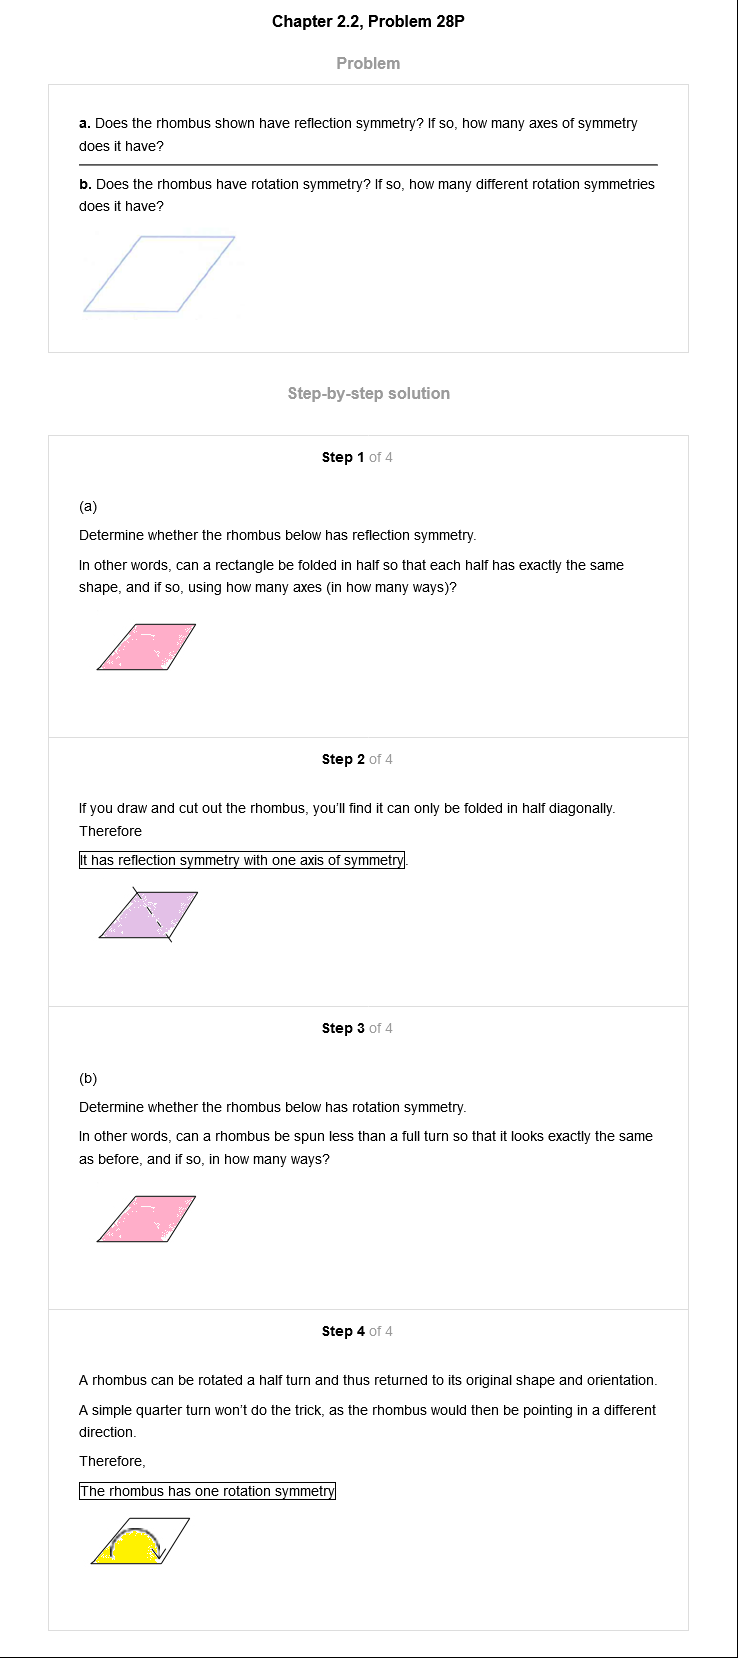 Chapter 2.2, Problem 28P
Problem
a. Does the rhombus shown have reflection symmetry? If so, how many axes of symmetry
does it have?
b. Does the rhombus have rotation symmetry? If so, how many different rotation symmetries
does it have?
Step-by-step solution
Step 1 of 4
(a)
Determine whether the rhombus below has reflection symmetry.
In other words, can a rectangle be folded in half so that each half has exactly the same
shape, and if so, using how many axes (in how many ways)?
Step 2 of 4
If you draw and cut out the rhombus, you’ll find it can only be folded in half diagonally.
Therefore
It has reflection symmetry with one axis of symmetry.
Step 3 of 4
(b)
Determine whether the rhombus below has rotation symmetry.
In other words, can a rhombus be spun less than a full turn so that it looks exactly the same
as before, and if so, in how many ways?
Step 4 of 4
A rhombus can be rotated a half turn and thus returned to its original shape and orientation.
A simple quarter turn won’t do the trick, as the rhombus would then be pointing in a different
direction.
Therefore,
The rhombus has one rotation symmetry